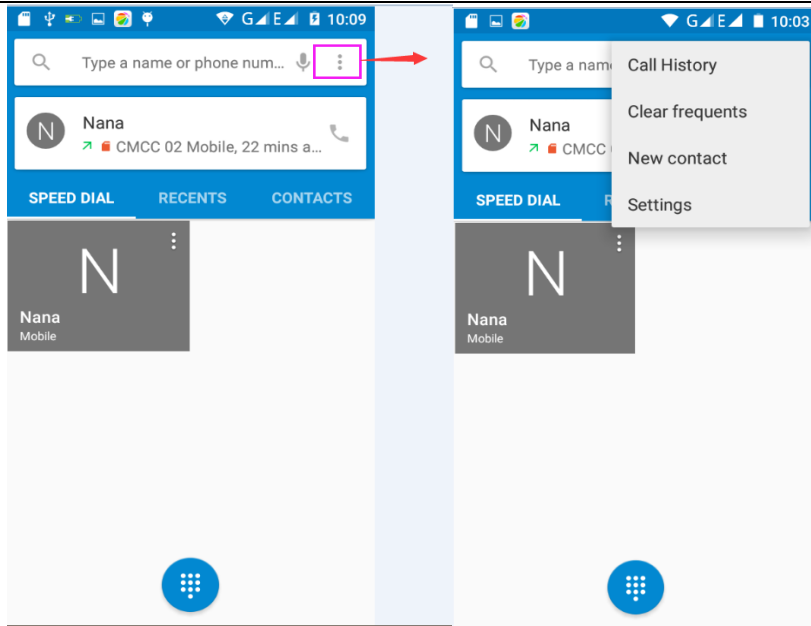 G E 10:09
Type a name or phone num...
N
Nana
CMCC 02 Mobile, 22 mins a...
SPEED DIAL RECENTS CONTACTS
N
Nana
Mobile
G E 10:03
Type a nam
Call History
Clear frequents
New contact
Settings
N
Nana
CMCC
SPEED DIAL R
N
Nana
Mobile